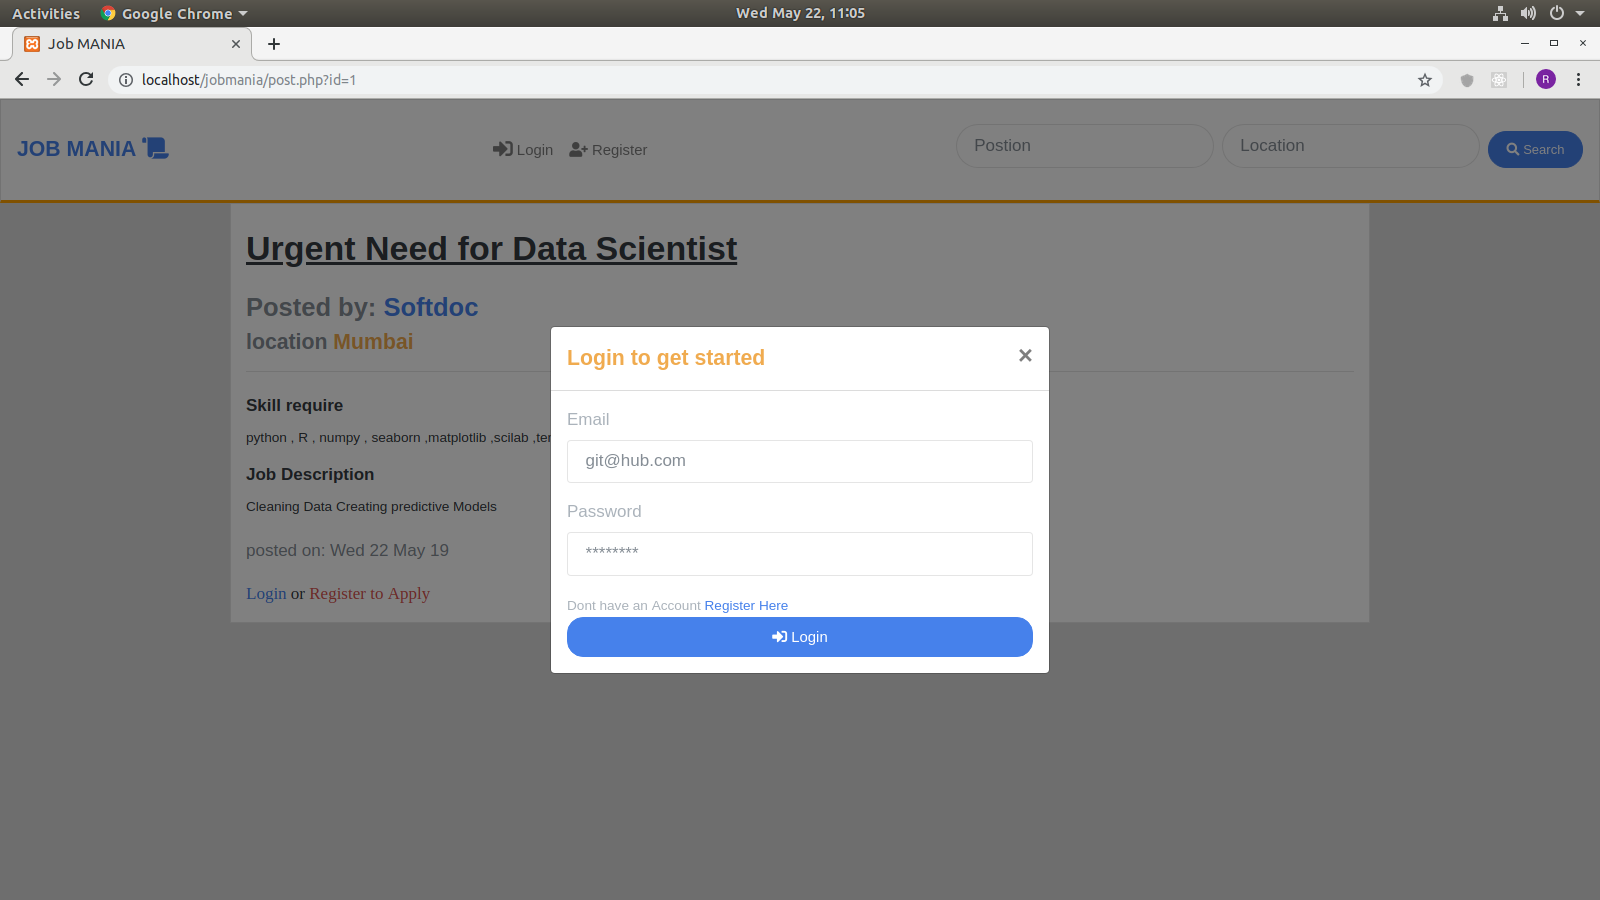 Activities Google Chrome Wed May 22, 11:05
Job MANIA
localhost/jobmania/post.php?id=1 R
JOB MANIA Login Register Postion Location Search
Urgent Need for Data Scientist
Posted by: Softdoc
location Mumbai
Skill require
python , R , numpy , seaborn ,matplotlib ,scilab
Job Description
Cleaning Data Creating predictive Models
posted on: Wed 22 May 19
Login or Register to Apply
Login to get started ×
Email
git@hub.com
Password
********
Dont have an Account Register Here
Login